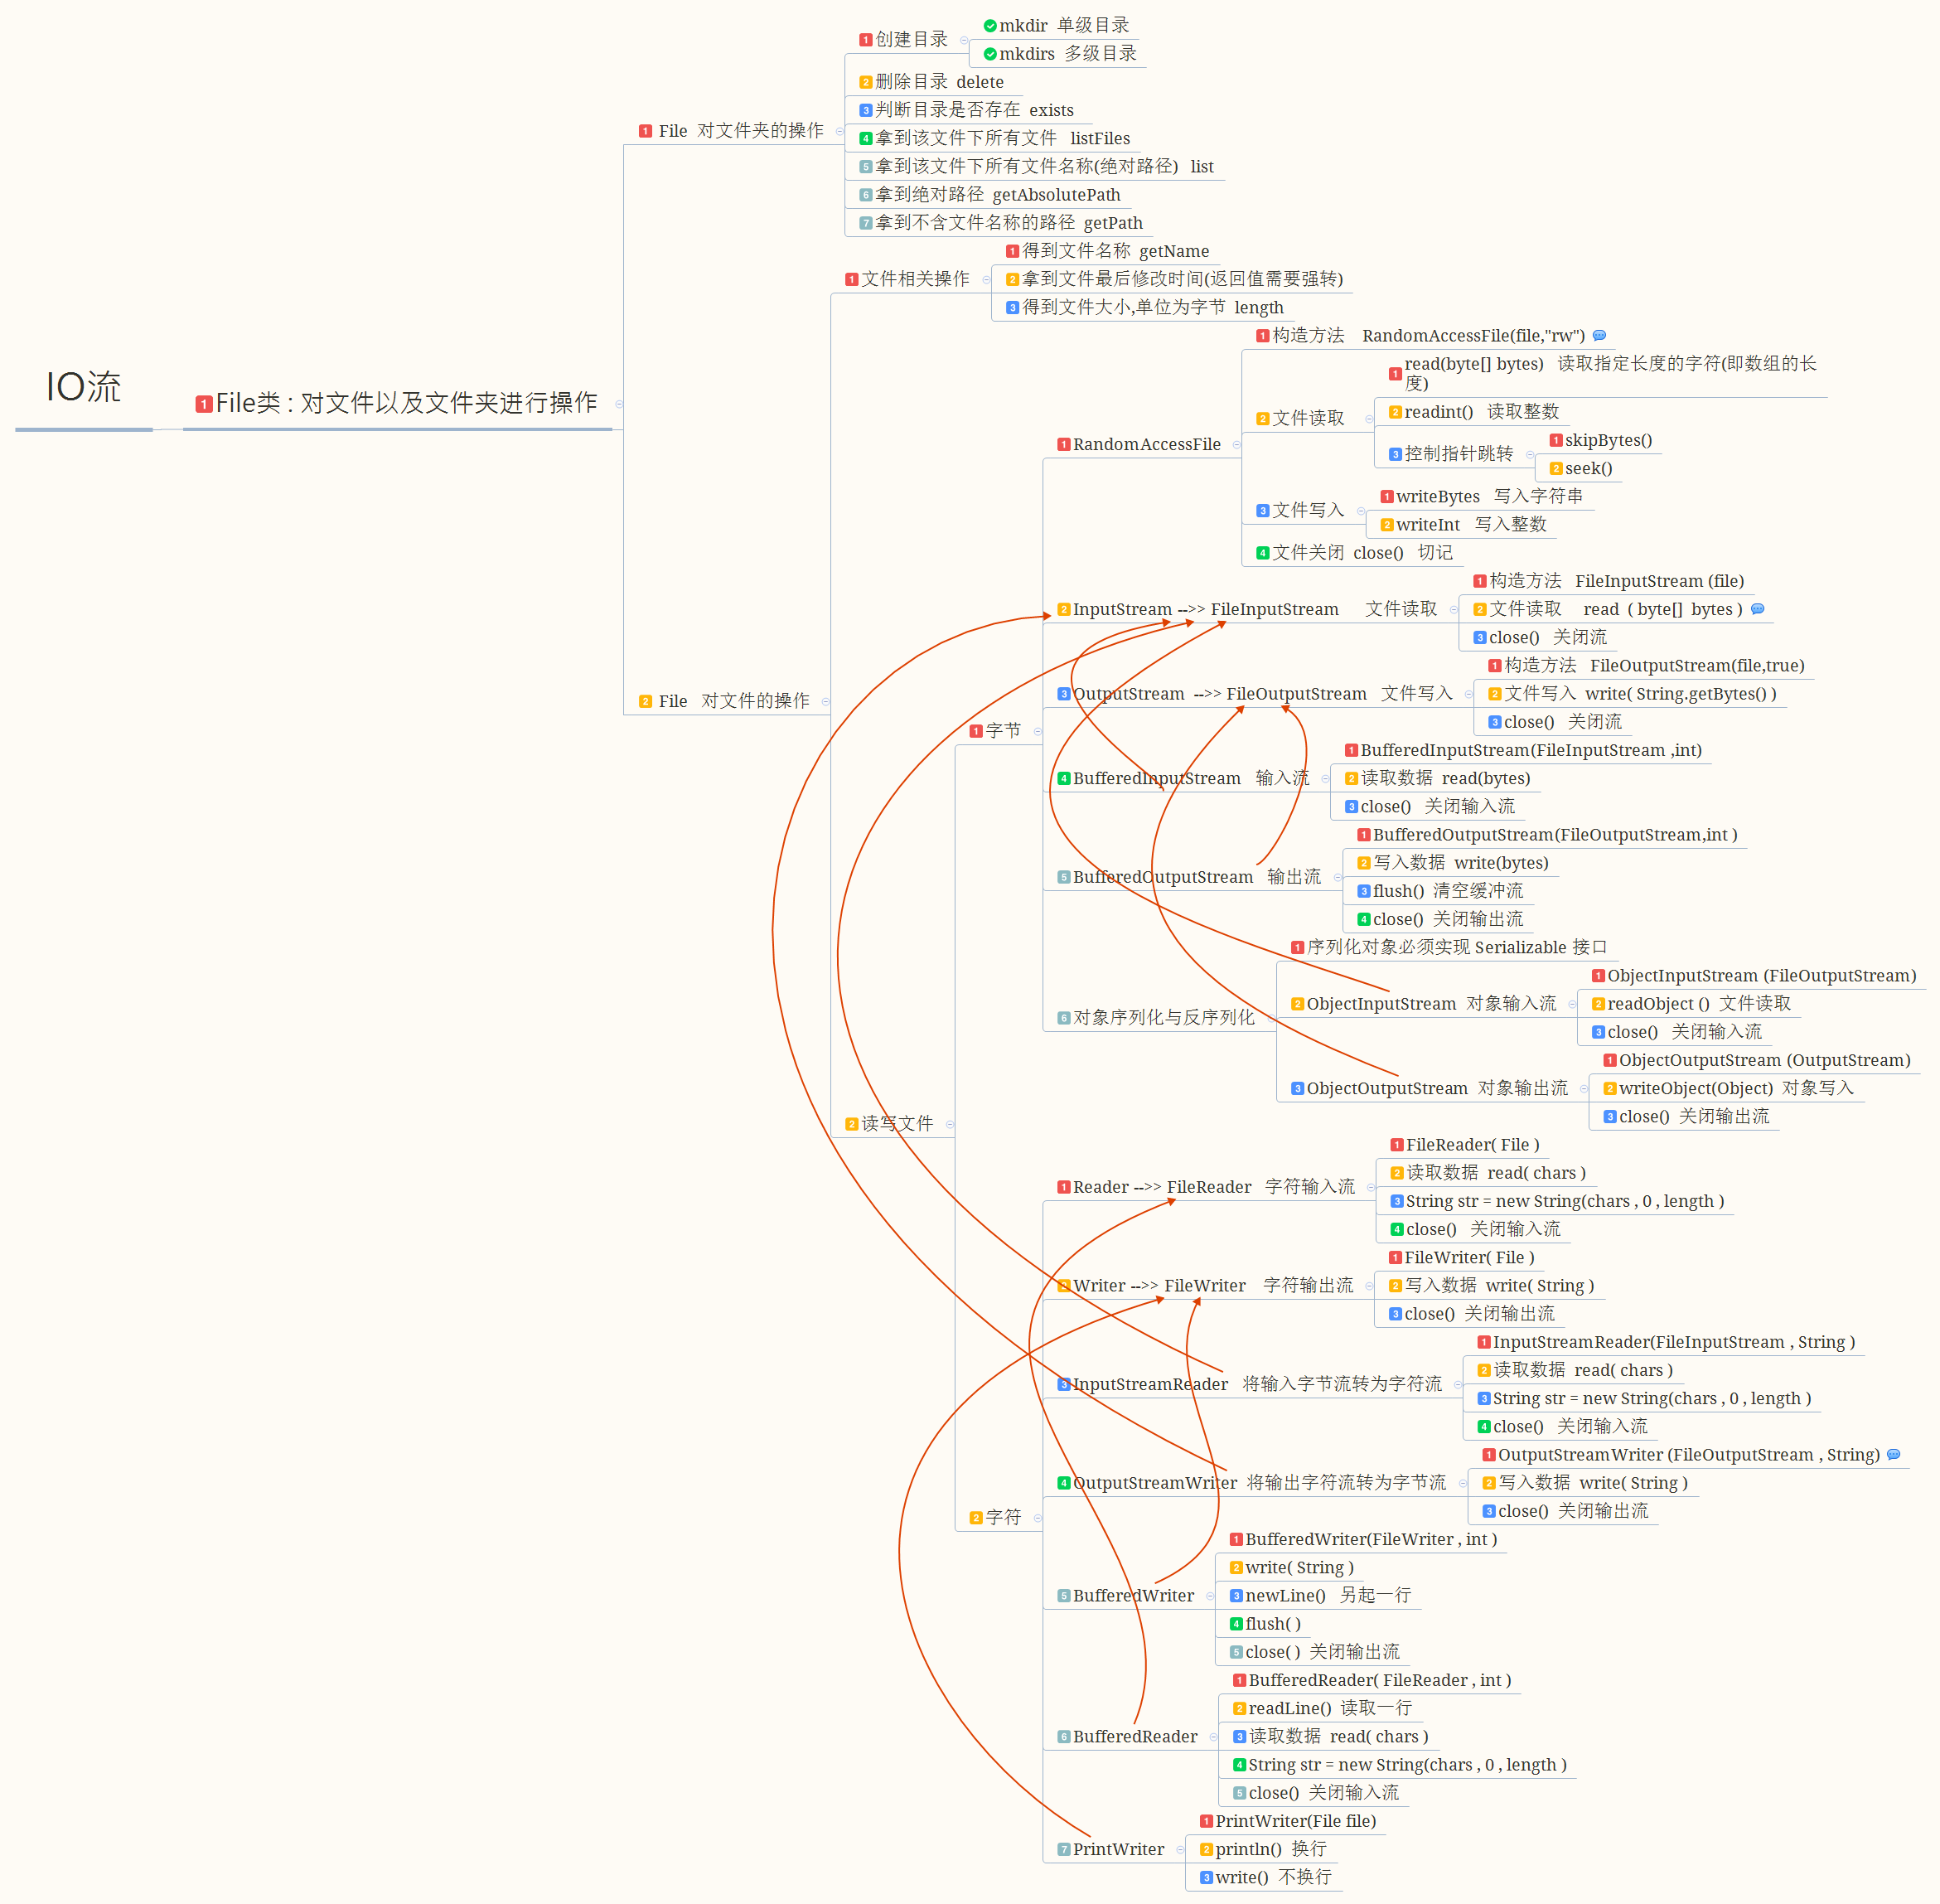 IO流
1 File类 : 对文件以及文件夹进行操作
1 File 对文件夹的操作
1 创建目录
mkdir 单级目录
mkdirs 多级目录
2 删除目录 delete
3 判断目录是否存在 exists
4 拿到该文件下所有文件 listFiles
5 拿到该文件下所有文件名称(绝对路径) list
6 拿到绝对路径 getAbsolutePath
7 拿到不含文件名称的路径 getPath
2 File 对文件的操作
1 文件相关操作
1 得到文件名称 getName
2 拿到文件最后修改时间(返回值需要强转)
3 得到文件大小,单位为字节 length
2 读写文件
1 字节
1 RandomAccessFile
1 构造方法 RandomAccessFile(file,"rw")
2 文件读取
1 read(byte[] bytes) 读取指定长度的字符(即数组的长
度)
2 readint() 读取整数
3 控制指针跳转
1 skipBytes()
2 seek()
3 文件写入
1 writeBytes 写入字符串
2 writeInt 写入整数
4 文件关闭 close() 切记
2 InputStream -->> FileInputStream 文件读取
1 构造方法 FileInputStream (file)
2 文件读取 read ( byte[] bytes )
3 close() 关闭流
3 OutputStream -->> FileOutputStream 文件写入
1 构造方法 FileOutputStream(file,true)
2 文件写入 write( String.getBytes() )
3 close() 关闭流
4 BufferedInputStream 输入流
1 BufferedInputStream(FileInputStream ,int)
2 读取数据 read(bytes)
3 close() 关闭输入流
5 BufferedOutputStream 输出流
1 BufferedOutputStream(FileOutputStream,int )
2 写入数据 write(bytes)
3 flush() 清空缓冲流
4 close() 关闭输出流
6 对象序列化与反序列化
1 序列化对象必须实现 Serializable 接口
2 ObjectInputStream 对象输入流
1 ObjectInputStream (FileOutputStream)
2 readObject () 文件读取
3 close() 关闭输入流
3 ObjectOutputStream 对象输出流
1 ObjectOutputStream (OutputStream)
2 writeObject(Object) 对象写入
3 close() 关闭输出流
2 字符
1 Reader -->> FileReader 字符输入流
1 FileReader( File )
2 读取数据 read( chars )
3 String str = new String(chars , 0 , length )
4 close() 关闭输入流
2 Writer -->> FileWriter 字符输出流
1 FileWriter( File )
2 写入数据 write( String )
3 close() 关闭输出流
3 InputStreamReader 将输入字节流转为字符流
1 InputStreamReader(FileInputStream , String )
2 读取数据 read( chars )
3 String str = new String(chars , 0 , length )
4 close() 关闭输入流
4 OutputStreamWriter 将输出字符流转为字节流
1 OutputStreamWriter (FileOutputStream , String)
2 写入数据 write( String )
3 close() 关闭输出流
5 BufferedWriter
1 BufferedWriter(FileWriter , int )
2 write( String )
3 newLine() 另起一行
4 flush( )
5 close( ) 关闭输出流
6 BufferedReader
1 BufferedReader( FileReader , int )
2 readLine() 读取一行
3 读取数据 read( chars )
4 String str = new String(chars , 0 , length )
5 close() 关闭输入流
7 PrintWriter
1 PrintWriter(File file)
2 println() 换行
3 write() 不换行